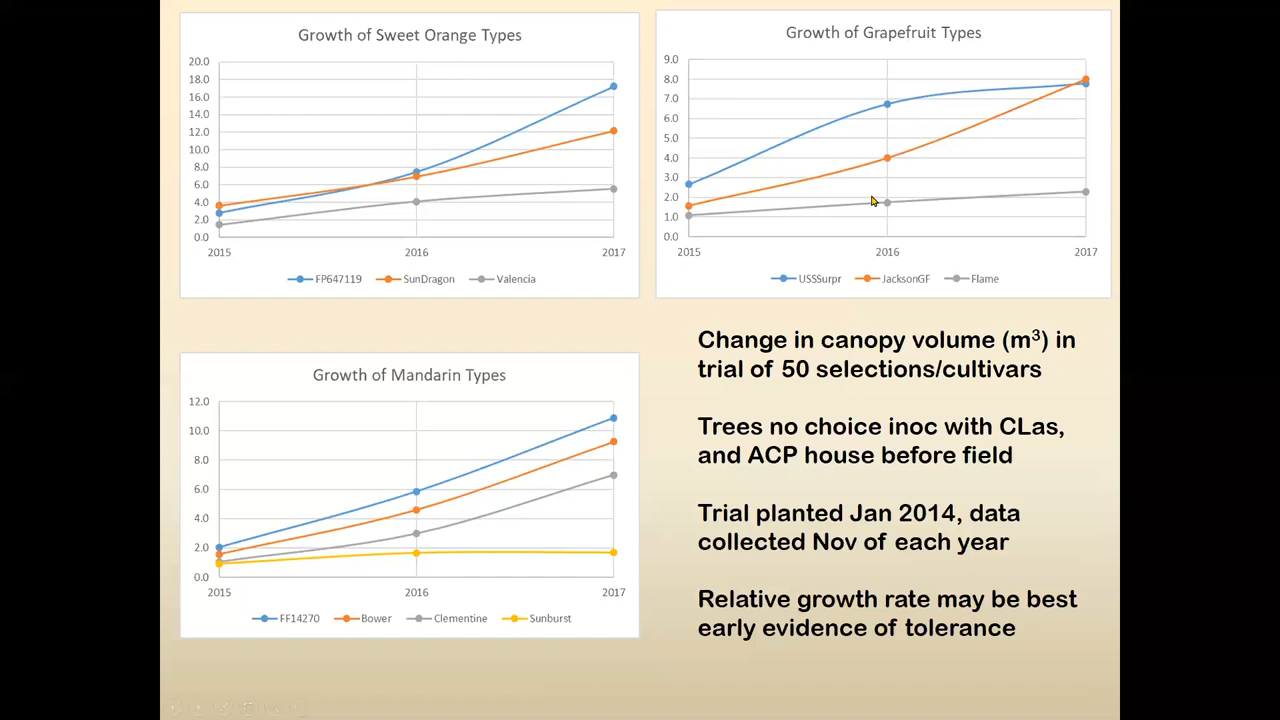 Growth of Sweet Orange Types
20.0
18.0
16.0
14.0
12.0
10.0
8.0
6.0
4.0
2.0
0.0
2015 2016 2017
FP647119 SunDragon Valencia
Growth of Grapefruit Types
9.0
8.0
7.0
6.0
5.0
4.0
3.0
2.0
1.0
0.0
2015 2016 2017
USSSurpr JacksonGF Flame
Growth of Mandarin Types
12.0
10.0
8.0
6.0
4.0
2.0
0.0
2015 2016 2017
FF14270 Bower Clementine Sunburst
Change in canopy volume (m³) in
trial of 50 selections/cultivars
Trees no choice inoc with CLas,
and ACP house before field
Trial planted Jan 2014, data
collected Nov of each year
Relative growth rate may be best
early evidence of tolerance